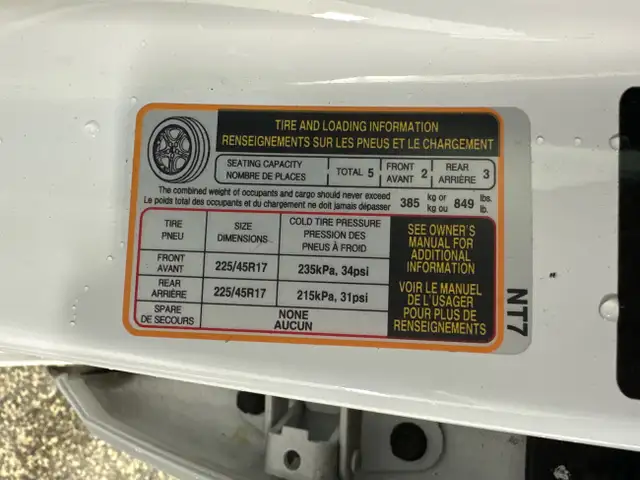 TIRE AND LOADING INFORMATION
RENSEIGNEMENTS SUR LES PNEUS ET LE CHARGEMENT
SEATING CAPACITY
NOMBRE DE PLACES
TOTAL 5
FRONT
AVANT 2
REAR
ARRIÈRE 3
The combined weight of occupants and cargo should never exceed 385 kg or 849 lbs.
Le poids total des occupants et du chargement ne doit jamais dépasser kg ou lb.
TIRE
PNEU
SIZE
DIMENSIONS
COLD TIRE PRESSURE
PRESSION DES
PNEUS À FROID
FRONT
AVANT
225/45R17
235kPa, 34psi
REAR
ARRIÈRE
225/45R17
215kPa, 31psi
SPARE
DE SECOURS
NONE
AUCUN
SEE OWNER'S
MANUAL FOR
ADDITIONAL
INFORMATION
VOIR LE MANUEL
DE L'USAGER
POUR PLUS DE
RENSEIGNEMENTS
NT7